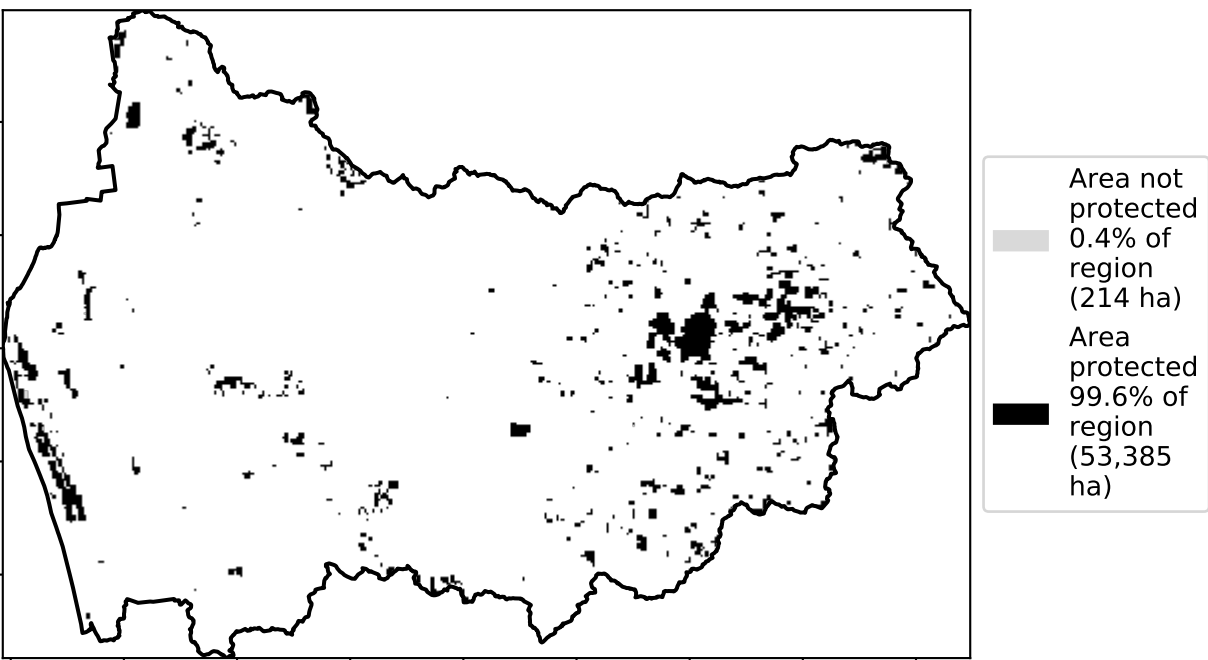 Area not
protected
0.4% of
region
(214 ha)
Area
protected
99.6% of
region
(53,385
ha)